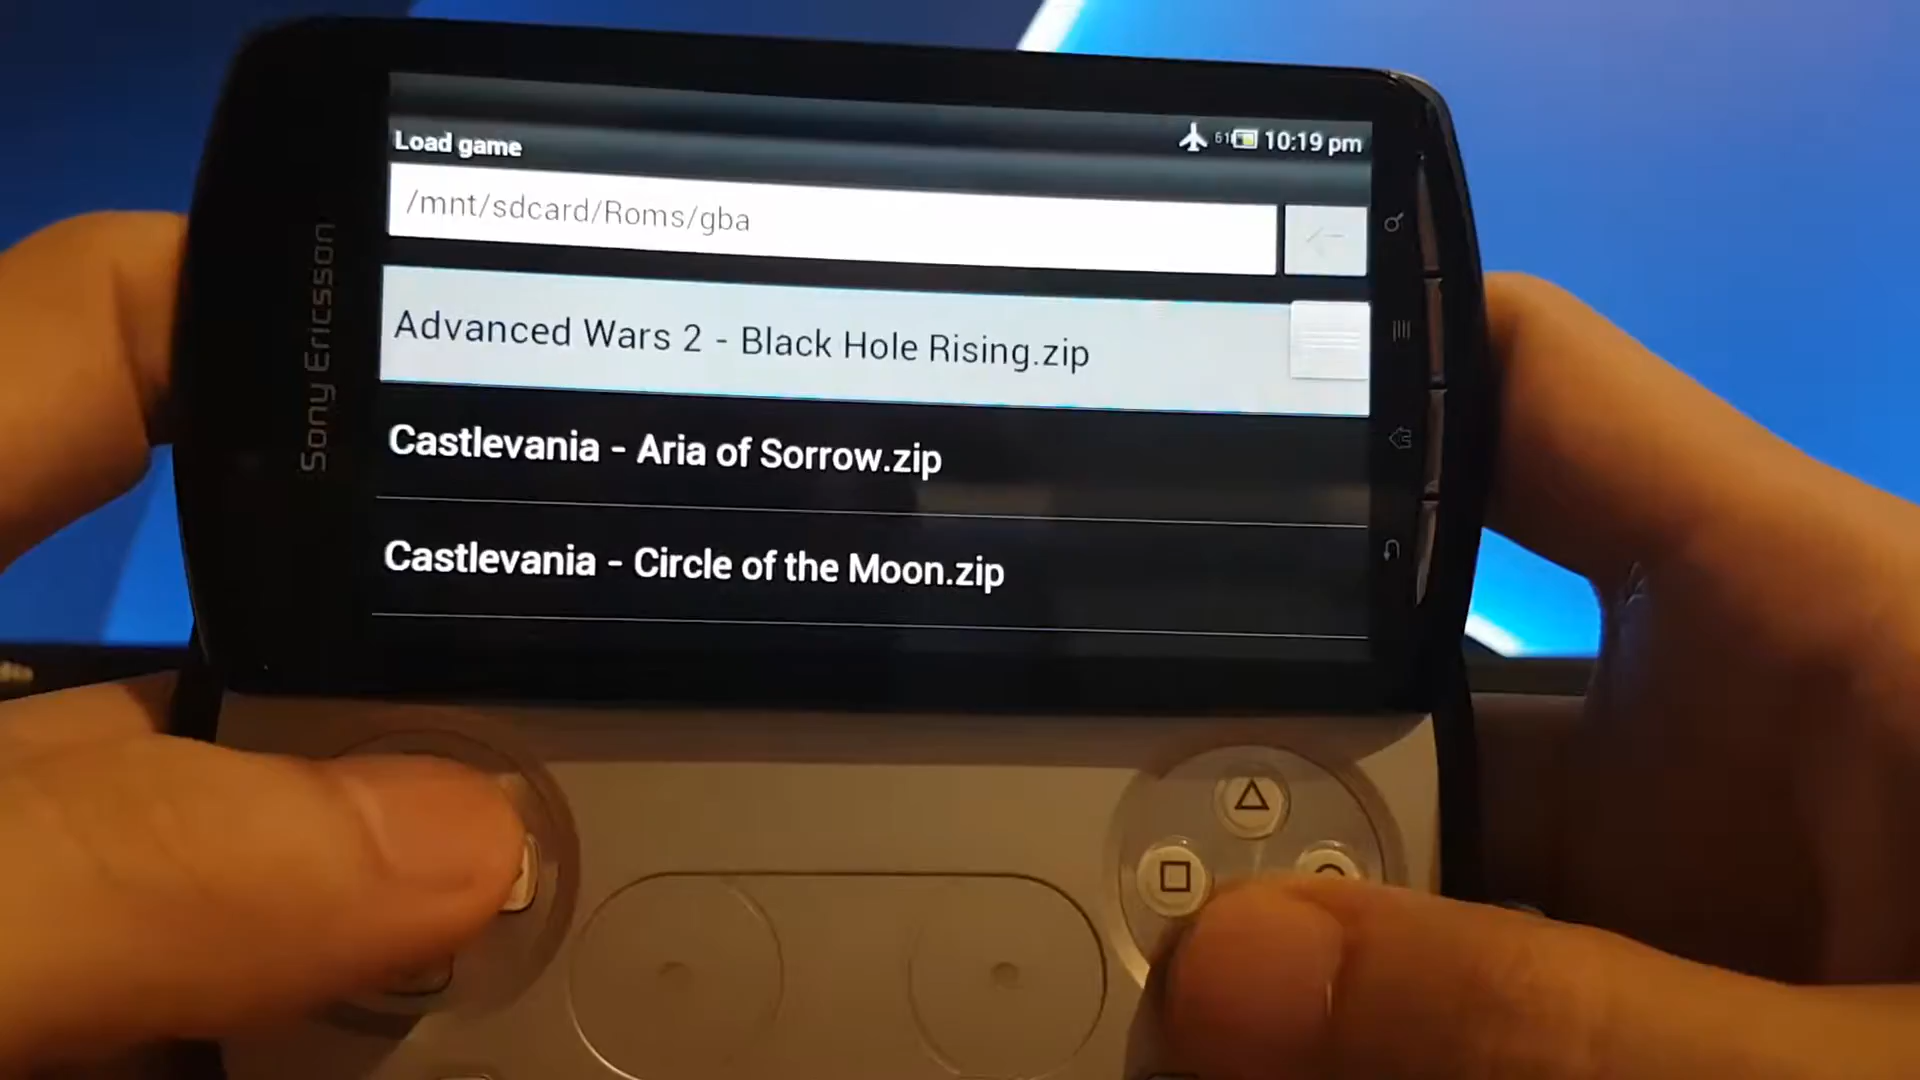 Load game
61 10:19 pm
/mnt/sdcard/Roms/gba
Advanced Wars 2 - Black Hole Rising.zip
Castlevania - Aria of Sorrow.zip
Castlevania - Circle of the Moon.zip
Sony Ericsson